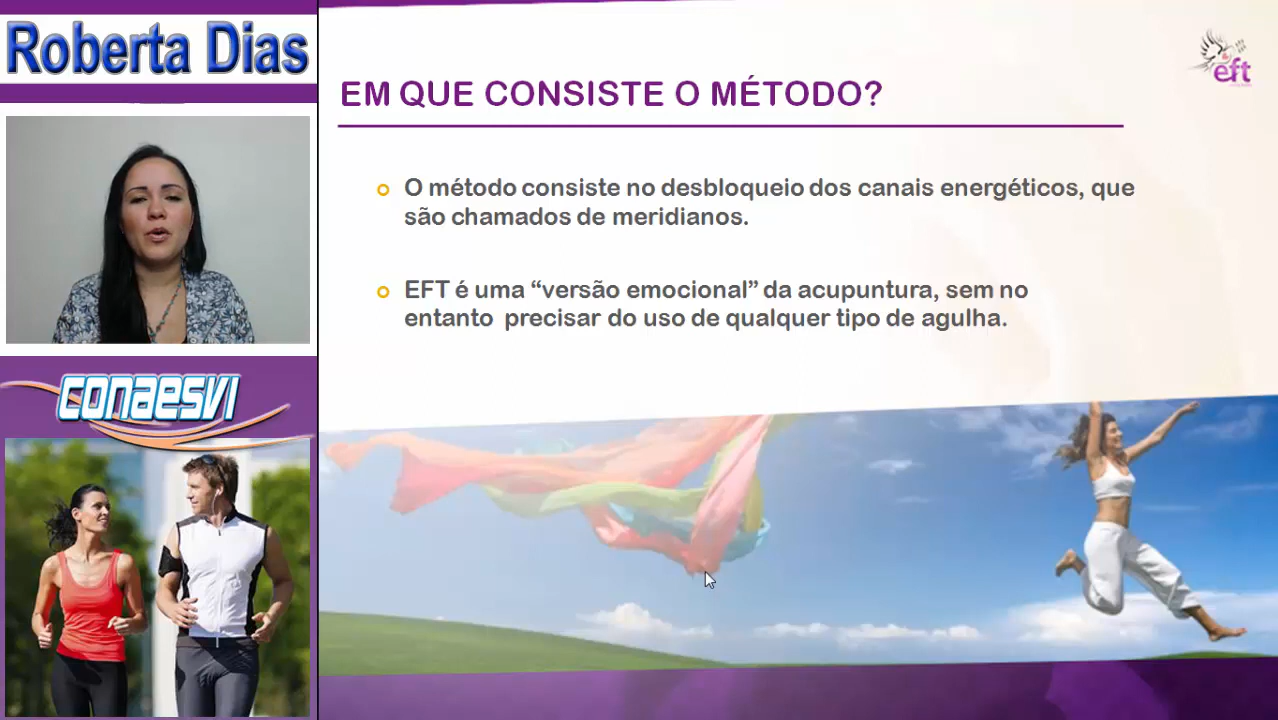 Roberta Dias
EM QUE CONSISTE O MÉTODO?
eft
O método consiste no desbloqueio dos canais energéticos, que
são chamados de meridianos.
EFT é uma “versão emocional” da acupuntura, sem no
entanto precisar do uso de qualquer tipo de agulha.
CONAESVI